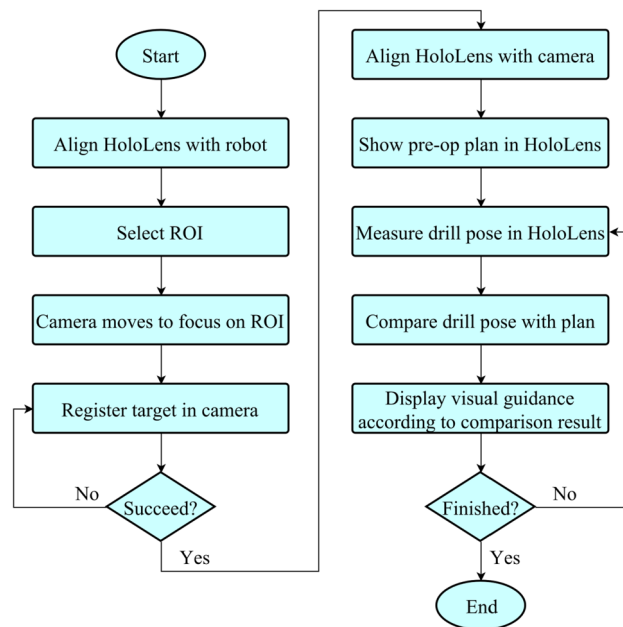 Start
Align HoloLens with robot
Select ROI
Camera moves to focus on ROI
Register target in camera
Succeed?
No
Yes
Align HoloLens with camera
Show pre-op plan in HoloLens
Measure drill pose in HoloLens
Compare drill pose with plan
Display visual guidance
according to comparison result
Finished?
No
Yes
End